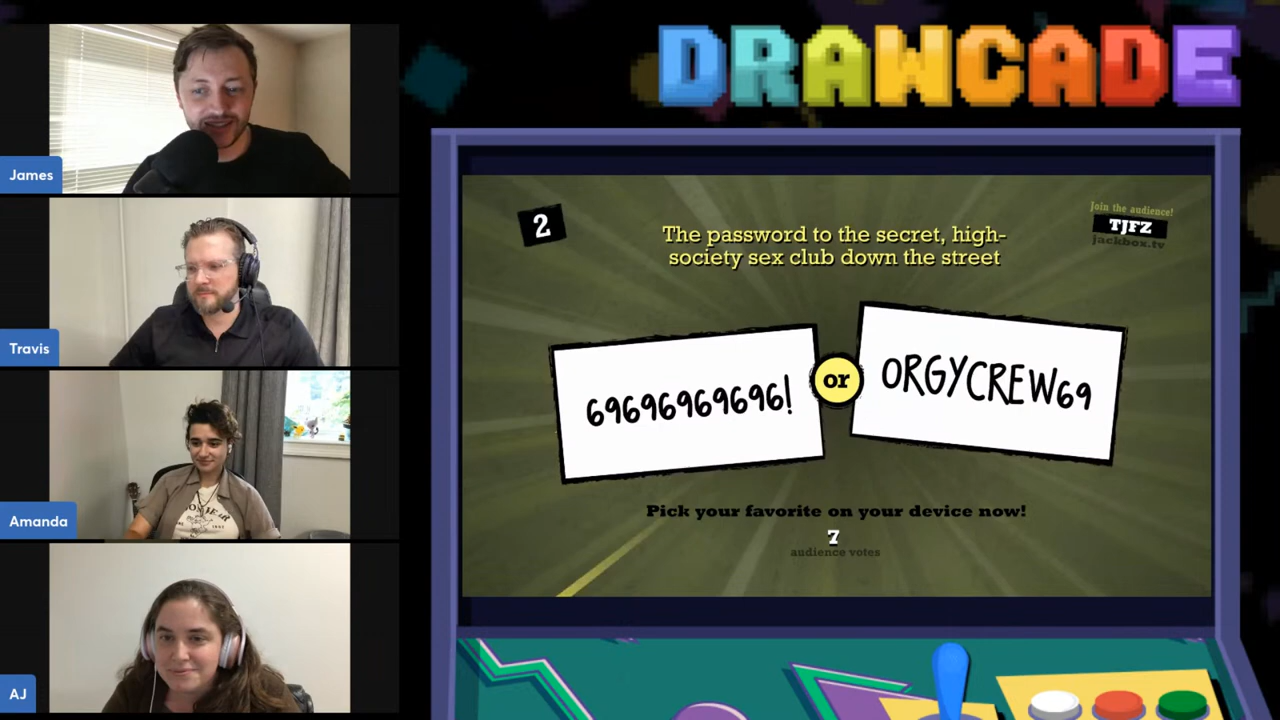 James
Travis
Amanda
AJ
DRAWCADE
2
Join the audience!
TJFZ
jackbox.tv
The password to the secret, high-
society sex club down the street
69696969696!
or
ORGYCREW69
Pick your favorite on your device now!
7
audience votes